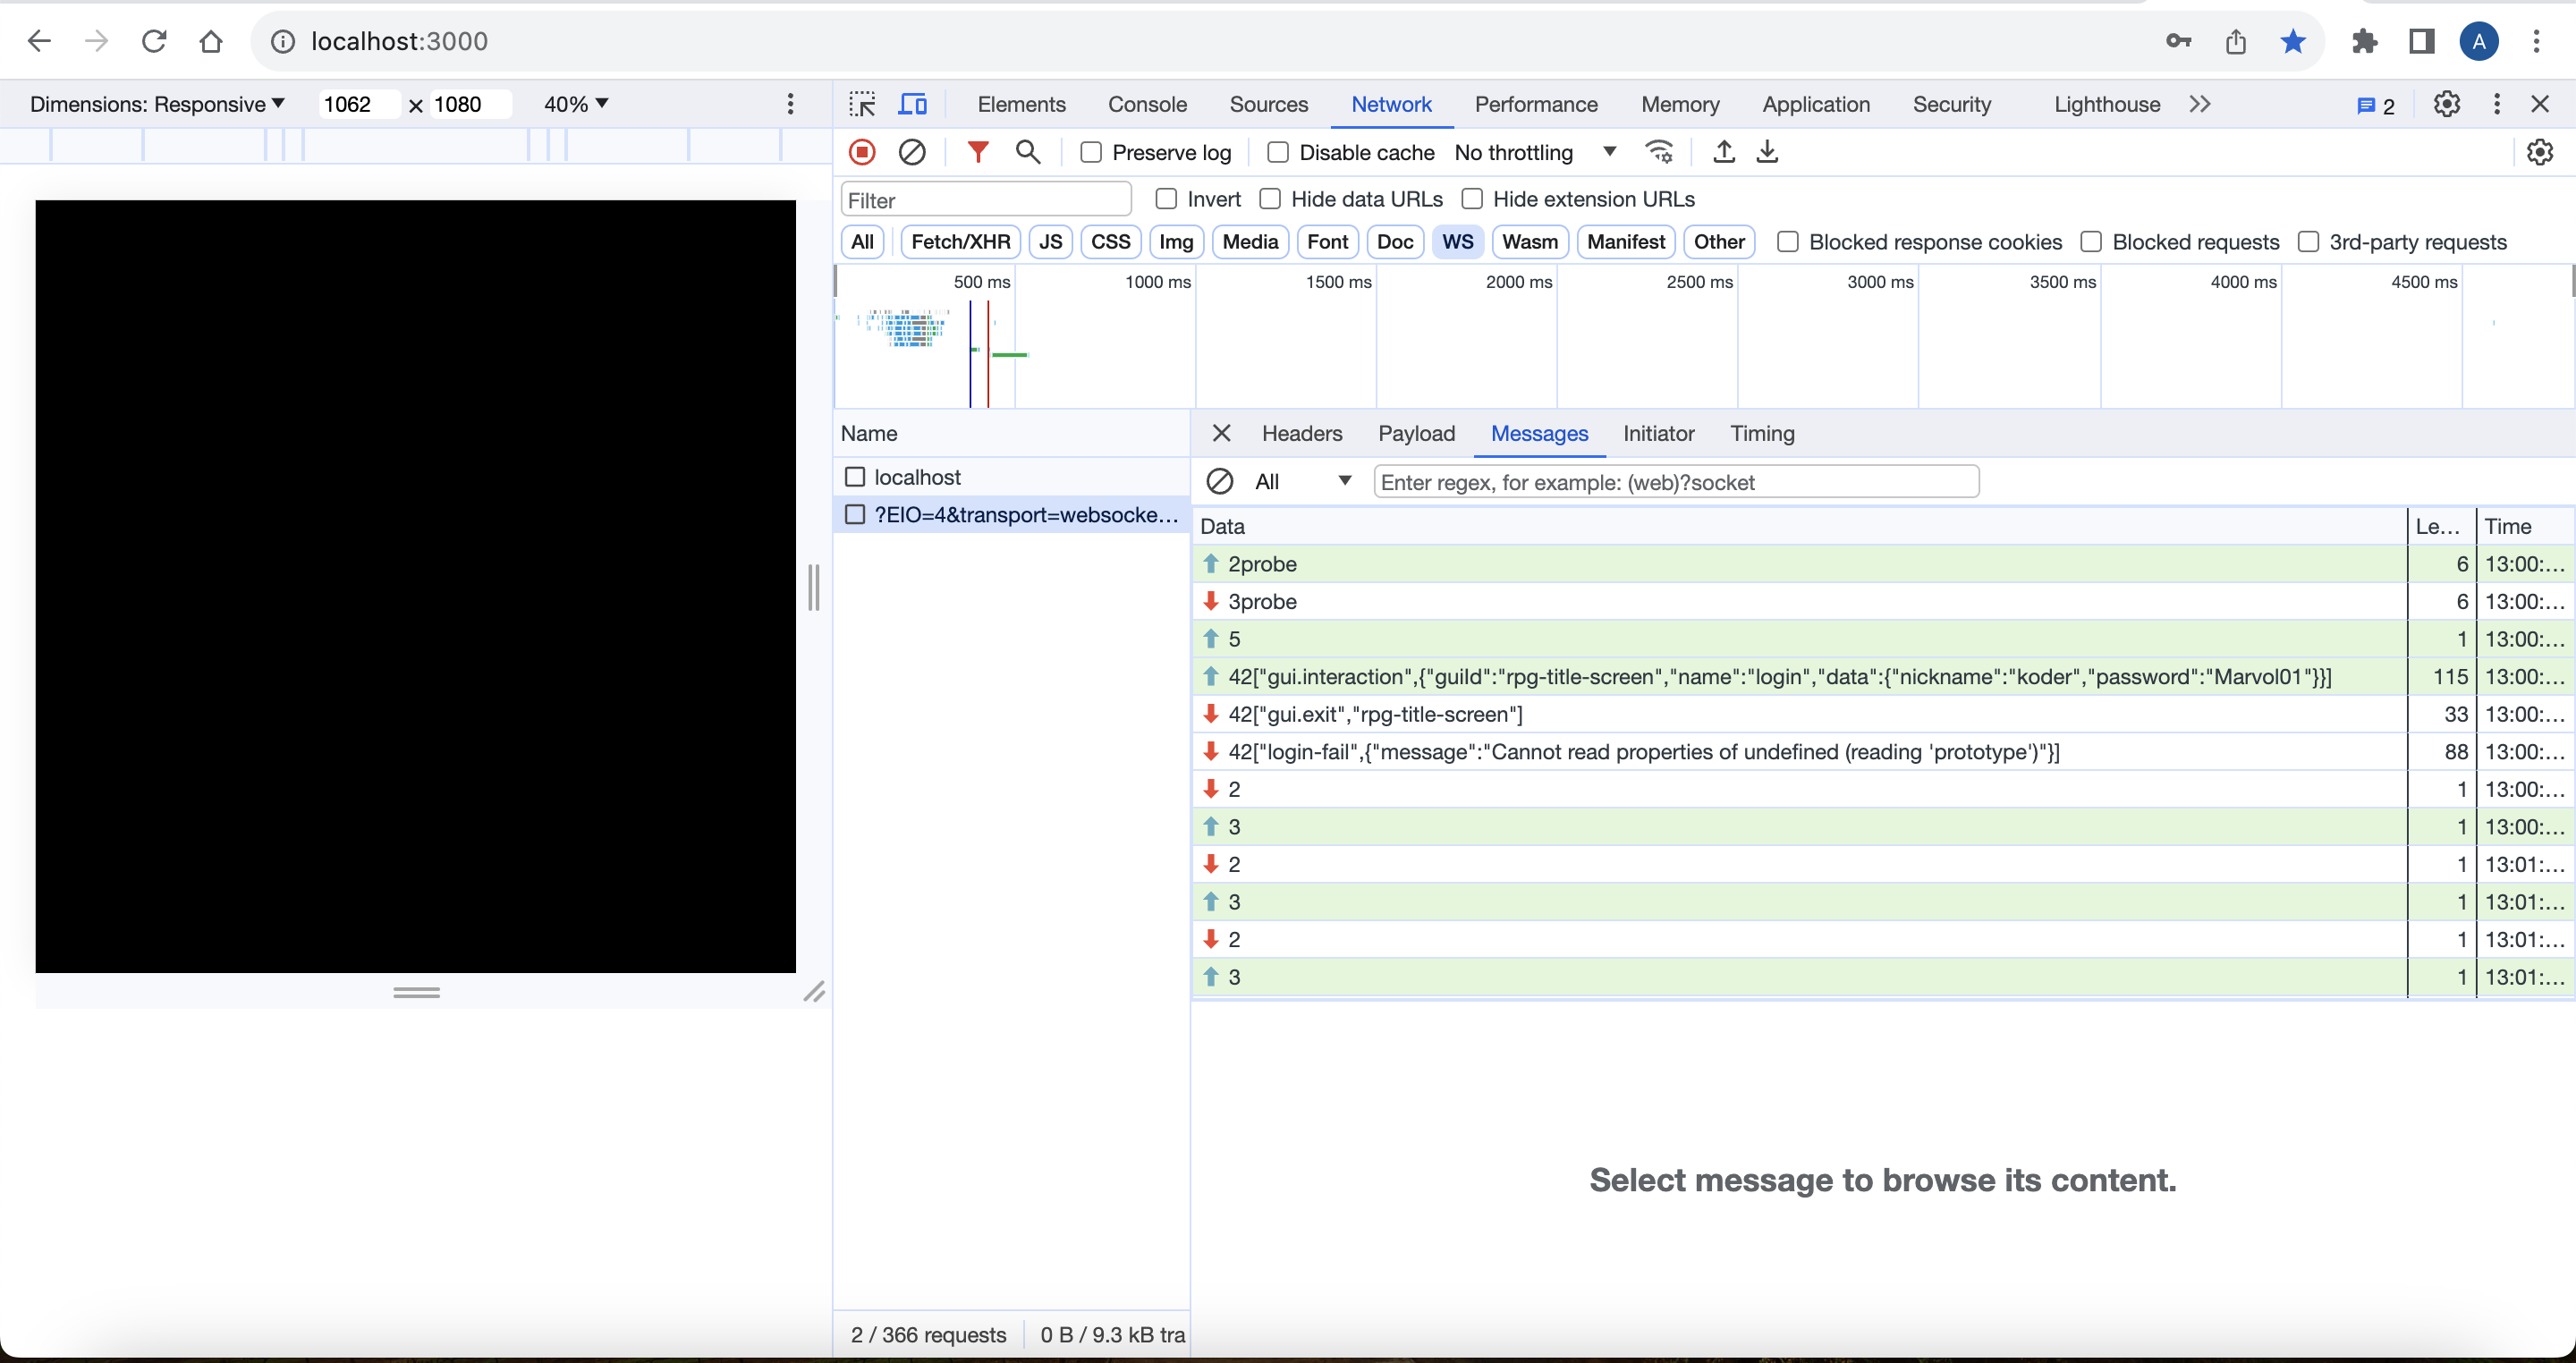 localhost:3000
A
Dimensions: Responsive
1062 × 1080
40%
Elements Console Sources Network Performance Memory Application Security Lighthouse
2
Preserve log Disable cache No throttling
Filter
Invert Hide data URLs Hide extension URLs
All Fetch/XHR JS CSS Img Media Font Doc WS Wasm Manifest Other Blocked response cookies Blocked requests 3rd-party requests
500 ms 1000 ms 1500 ms 2000 ms 2500 ms 3000 ms 3500 ms 4000 ms 4500 ms
Name
Headers Payload Messages Initiator Timing
localhost
?EIO=4&transport=websocke...
All
Enter regex, for example: (web)?socket
Data Le... Time
2probe 6 13:00:...
3probe 6 13:00:...
5 1 13:00:...
42["gui.interaction",{"guiId":"rpg-title-screen","name":"login","data":{"nickname":"koder","password":"Marvol01"}}] 115 13:00:...
42["gui.exit","rpg-title-screen"] 33 13:00:...
42["login-fail",{"message":"Cannot read properties of undefined (reading 'prototype')"}] 88 13:00:...
2 1 13:00:...
3 1 13:00:...
2 1 13:01:...
3 1 13:01:...
2 1 13:01:...
3 1 13:01:...
Select message to browse its content.
2 / 366 requests 0 B / 9.3 kB tra